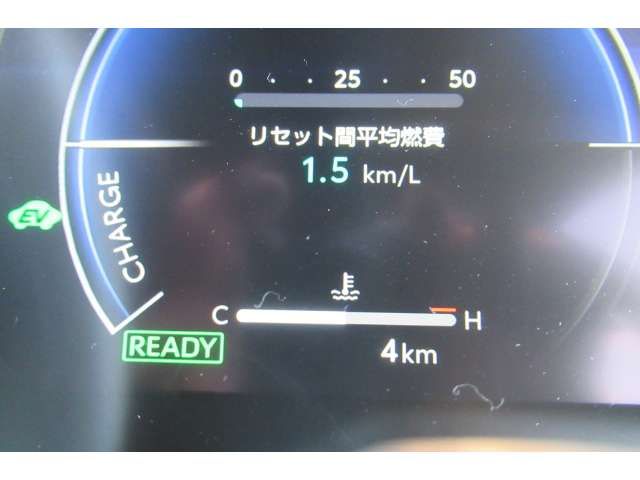 0 · · 25 · · 50
リセット間平均燃費
1.5 km/L
EV
CHARGE
C H
READY
4km